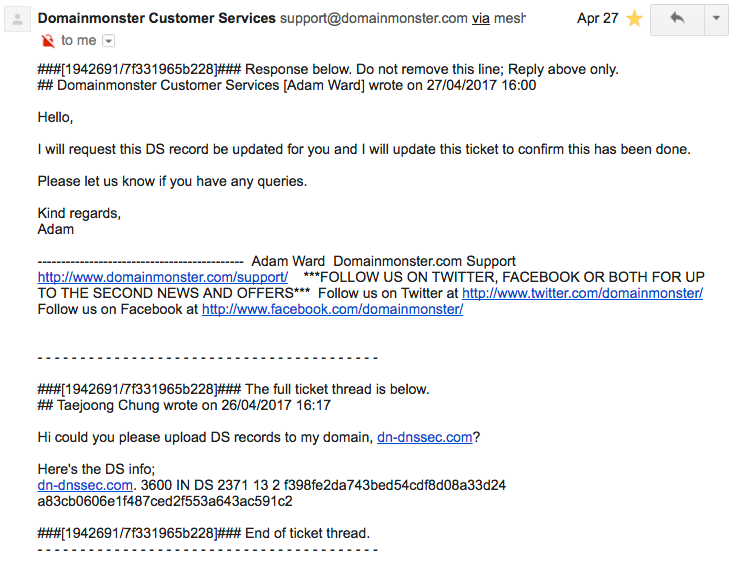 Domainmonster Customer Services support@domainmonster.com via mesh Apr 27
to me
###[1942691/7f331965b228]### Response below. Do not remove this line; Reply above only.
## Domainmonster Customer Services [Adam Ward] wrote on 27/04/2017 16:00
Hello,
I will request this DS record be updated for you and I will update this ticket to confirm this has been done.
Please let us know if you have any queries.
Kind regards,
Adam
------------------------------------------- Adam Ward Domainmonster.com Support
http://www.domainmonster.com/support/ ***FOLLOW US ON TWITTER, FACEBOOK OR BOTH FOR UP
TO THE SECOND NEWS AND OFFERS*** Follow us on Twitter at http://www.twitter.com/domainmonster/
Follow us on Facebook at http://www.facebook.com/domainmonster/
- - - - - - - - - - - - - - - - - - - - - - - - - - - - - - - - - - - - - - - -
###[1942691/7f331965b228]### The full ticket thread is below.
## Taejoong Chung wrote on 26/04/2017 16:17
Hi could you please upload DS records to my domain, dn-dnssec.com?
Here's the DS info;
dn-dnssec.com. 3600 IN DS 2371 13 2 f398fe2da743bed54cdf8d08a33d24
a83cb0606e1f487ced2f553a643ac591c2
###[1942691/7f331965b228]### End of ticket thread.
- - - - - - - - - - - - - - - - - - - - - - - - - - - - - - - - - - - - - - - -